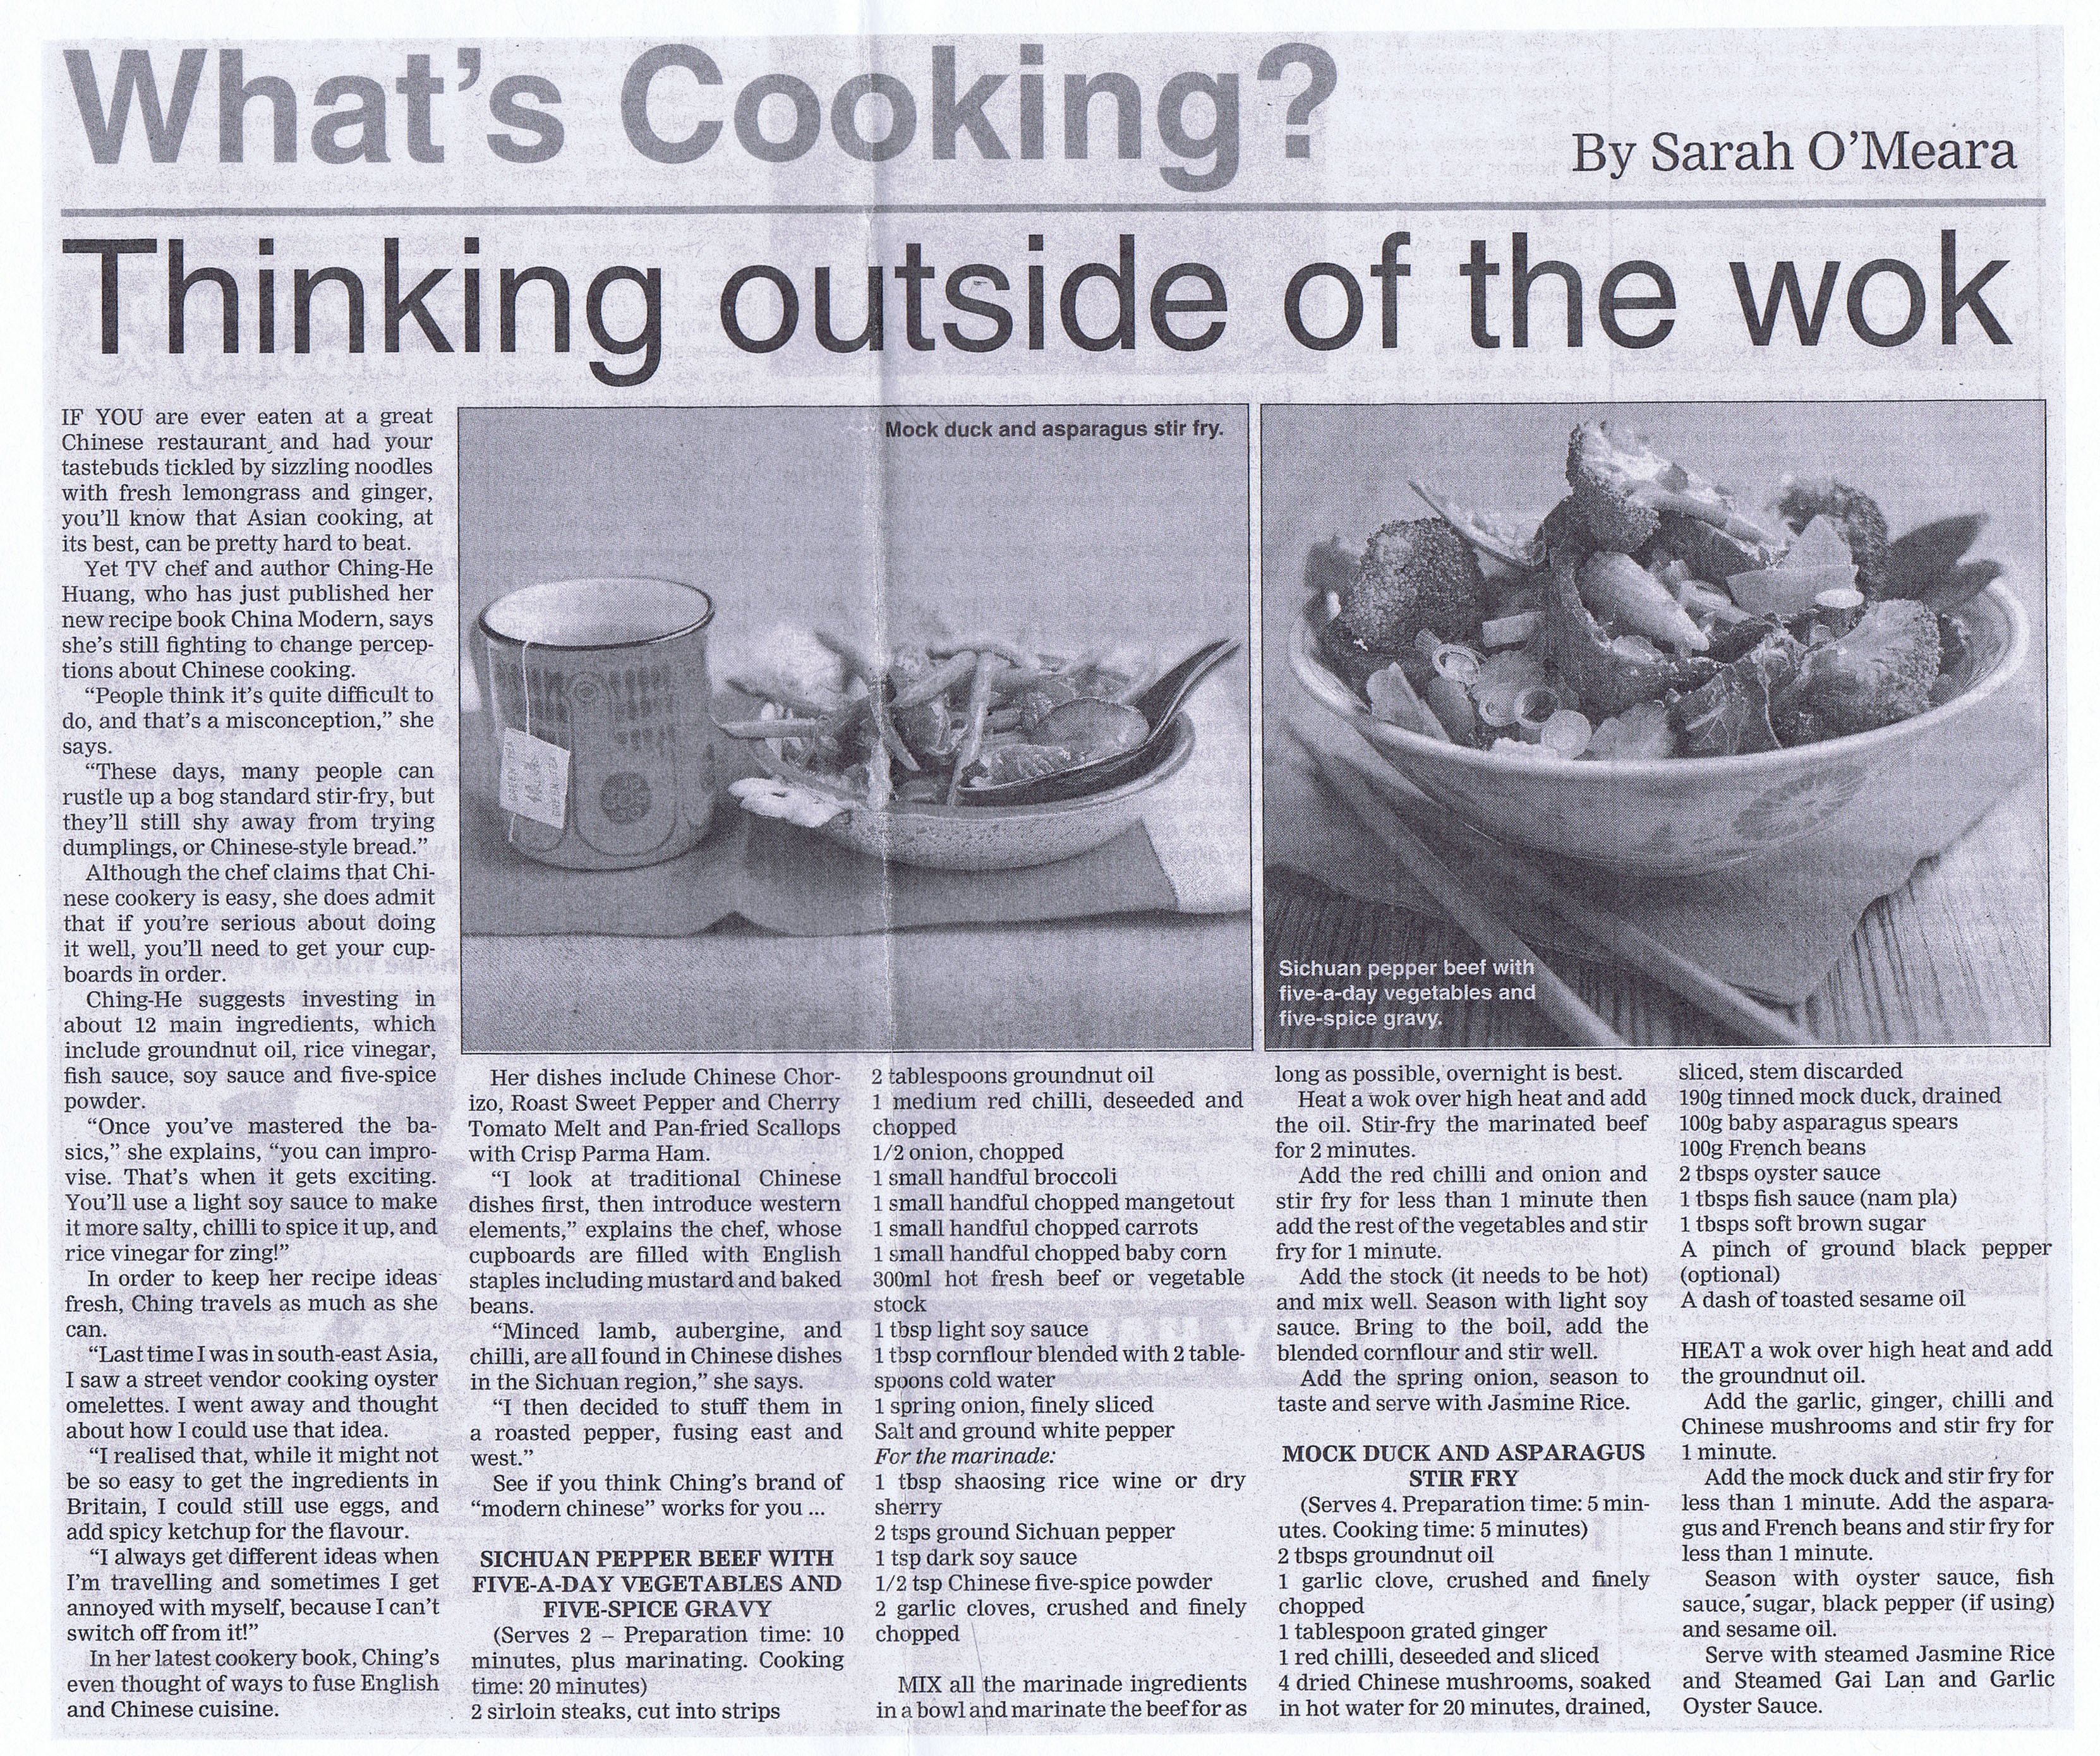 What's Cooking?
By Sarah O'Meara
Thinking outside of the wok
IF YOU are ever eaten at a great
Chinese restaurant and had your
tastebuds tickled by sizzling noodles
with fresh lemongrass and ginger,
you'll know that Asian cooking, at
its best, can be pretty hard to beat.
Yet TV chef and author Ching-He
Huang, who has just published her
new recipe book China Modern, says
she's still fighting to change percep-
tions about Chinese cooking.
"People think it's quite difficult to
do, and that's a misconception," she
says.
"These days, many people can
rustle up a bog standard stir-fry, but
they'll still shy away from trying
dumplings, or Chinese-style bread."
Although the chef claims that Chi-
nese cookery is easy, she does admit
that if you're serious about doing
it well, you'll need to get your cup-
boards in order.
Ching-He suggests investing in
about 12 main ingredients, which
include groundnut oil, rice vinegar,
fish sauce, soy sauce and five-spice
powder.
"Once you've mastered the ba-
sics," she explains, "you can impro-
vise. That's when it gets exciting.
You'll use a light soy sauce to make
it more salty, chilli to spice it up, and
rice vinegar for zing!"
In order to keep her recipe ideas
fresh, Ching travels as much as she
can.
"Last time I was in south-east Asia,
I saw a street vendor cooking oyster
omelettes. I went away and thought
about how I could use that idea.
"I realised that, while it might not
be so easy to get the ingredients in
Britain, I could still use eggs, and
add spicy ketchup for the flavour.
"I always get different ideas when
I'm travelling and sometimes I get
annoyed with myself, because I can't
switch off from it!"
In her latest cookery book, Ching's
even thought of ways to fuse English
and Chinese cuisine.
Mock duck and asparagus stir fry.
GREEN TEA
Sichuan pepper beef with
five-a-day vegetables and
five-spice gravy.
Her dishes include Chinese Chor-
izo, Roast Sweet Pepper and Cherry
Tomato Melt and Pan-fried Scallops
with Crisp Parma Ham.
"I look at traditional Chinese
dishes first, then introduce western
elements," explains the chef, whose
cupboards are filled with English
staples including mustard and baked
beans.
"Minced lamb, aubergine, and
chilli, are all found in Chinese dishes
in the Sichuan region," she says.
"I then decided to stuff them in
a roasted pepper, fusing east and
west."
See if you think Ching's brand of
"modern chinese" works for you ...
SICHUAN PEPPER BEEF WITH
FIVE-A-DAY VEGETABLES AND
FIVE-SPICE GRAVY
(Serves 2 – Preparation time: 10
minutes, plus marinating. Cooking
time: 20 minutes)
2 sirloin steaks, cut into strips
2 tablespoons groundnut oil
1 medium red chilli, deseeded and
chopped
1/2 onion, chopped
1 small handful broccoli
1 small handful chopped mangetout
1 small handful chopped carrots
1 small handful chopped baby corn
300ml hot fresh beef or vegetable
stock
1 tbsp light soy sauce
1 tbsp cornflour blended with 2 table-
spoons cold water
1 spring onion, finely sliced
Salt and ground white pepper
For the marinade:
1 tbsp shaosing rice wine or dry
sherry
2 tsps ground Sichuan pepper
1 tsp dark soy sauce
1/2 tsp Chinese five-spice powder
2 garlic cloves, crushed and finely
chopped
MIX all the marinade ingredients
in a bowl and marinate the beef for as
long as possible, overnight is best.
Heat a wok over high heat and add
the oil. Stir-fry the marinated beef
for 2 minutes.
Add the red chilli and onion and
stir fry for less than 1 minute then
add the rest of the vegetables and stir
fry for 1 minute.
Add the stock (it needs to be hot)
and mix well. Season with light soy
sauce. Bring to the boil, add the
blended cornflour and stir well.
Add the spring onion, season to
taste and serve with Jasmine Rice.
MOCK DUCK AND ASPARAGUS
STIR FRY
(Serves 4. Preparation time: 5 min-
utes. Cooking time: 5 minutes)
2 tbsps groundnut oil
1 garlic clove, crushed and finely
chopped
1 tablespoon grated ginger
1 red chilli, deseeded and sliced
4 dried Chinese mushrooms, soaked
in hot water for 20 minutes, drained,
sliced, stem discarded
190g tinned mock duck, drained
100g baby asparagus spears
100g French beans
2 tbsps oyster sauce
1 tbsps fish sauce (nam pla)
1 tbsps soft brown sugar
A pinch of ground black pepper
(optional)
A dash of toasted sesame oil
HEAT a wok over high heat and add
the groundnut oil.
Add the garlic, ginger, chilli and
Chinese mushrooms and stir fry for
1 minute.
Add the mock duck and stir fry for
less than 1 minute. Add the aspara-
gus and French beans and stir fry for
less than 1 minute.
Season with oyster sauce, fish
sauce, sugar, black pepper (if using)
and sesame oil.
Serve with steamed Jasmine Rice
and Steamed Gai Lan and Garlic
Oyster Sauce.